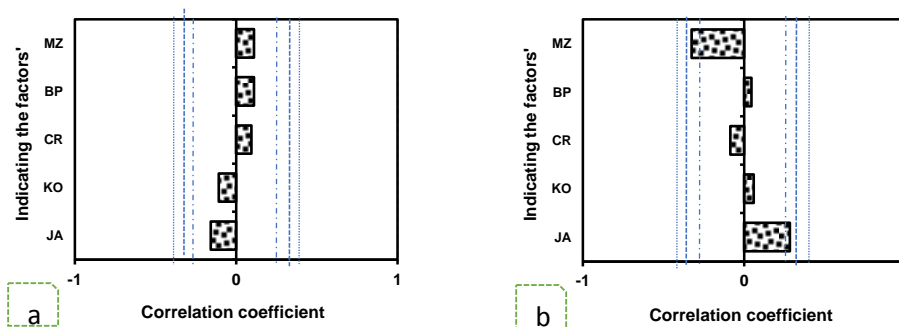 Indicating the factors'
MZ
BP
CR
KO
JA
-1
0
1
Correlation coefficient
a
Indicating the factors'
MZ
BP
CR
KO
JA
-1
0
Correlation coefficient
b